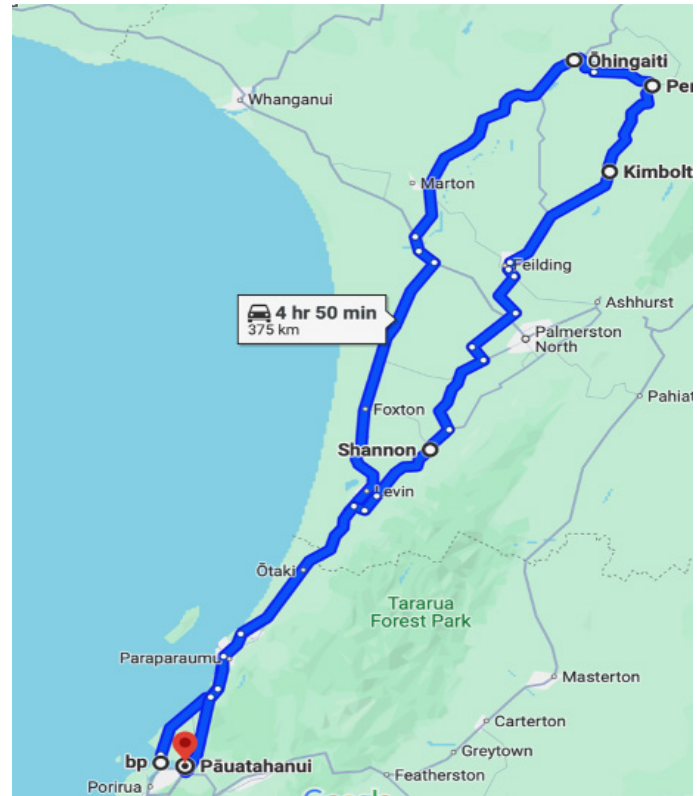 Ōhingaiti
Per
Whanganui
Kimbolt
Marton
Feilding
Ashhurst
4 hr 50 min
375 km
Palmerston
North
Pahiat
Foxton
Shannon
Levin
Ōtaki
Tararua
Forest Park
Paraparaumu
Masterton
Carterton
bp
Pāuatahanui
Greytown
Featherston
Porirua
Google